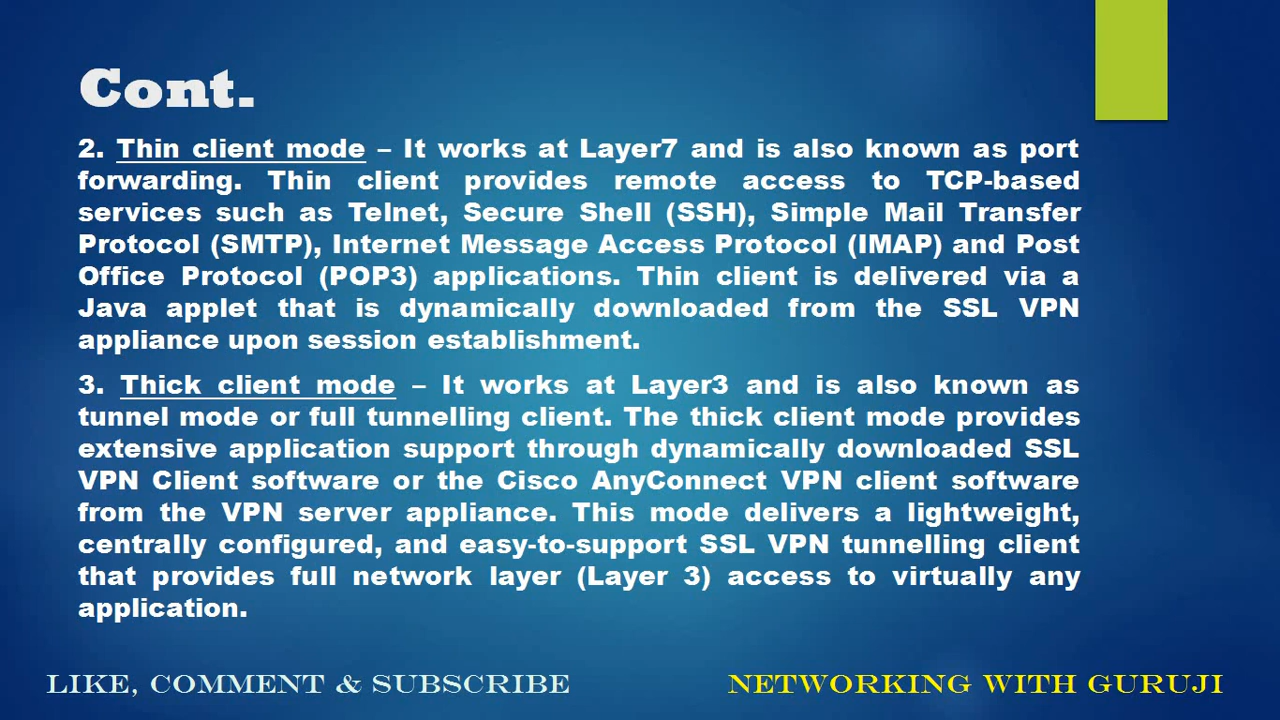 Cont.
2. Thin client mode – It works at Layer7 and is also known as port
forwarding. Thin client provides remote access to TCP-based
services such as Telnet, Secure Shell (SSH), Simple Mail Transfer
Protocol (SMTP), Internet Message Access Protocol (IMAP) and Post
Office Protocol (POP3) applications. Thin client is delivered via a
Java applet that is dynamically downloaded from the SSL VPN
appliance upon session establishment.
3. Thick client mode – It works at Layer3 and is also known as
tunnel mode or full tunnelling client. The thick client mode provides
extensive application support through dynamically downloaded SSL
VPN Client software or the Cisco AnyConnect VPN client software
from the VPN server appliance. This mode delivers a lightweight,
centrally configured, and easy-to-support SSL VPN tunnelling client
that provides full network layer (Layer 3) access to virtually any
application.
LIKE, COMMENT & SUBSCRIBE
NETWORKING WITH GURUJI